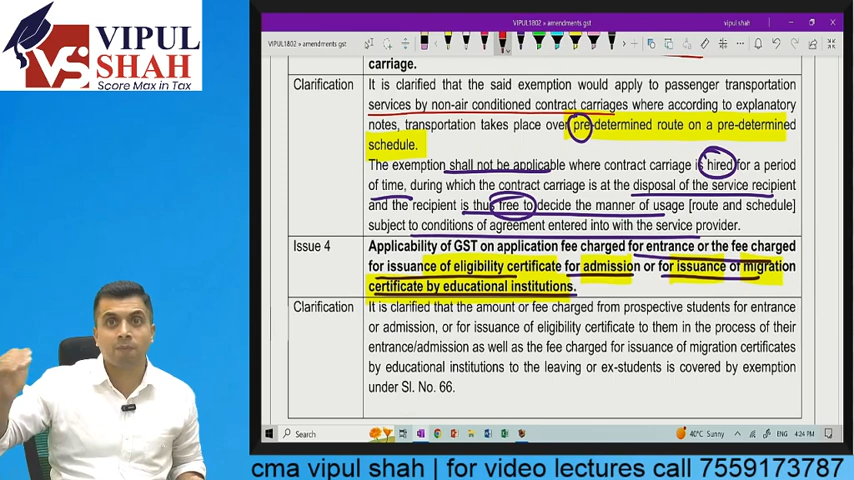 VIPUL
SHAH
Score Max in Tax
VS
VIPUL1802 » amendments gst
vipul shah
VIPUL1802 » amendments gst
carriage.
Clarification
It is clarified that the said exemption would apply to passenger transportation
services by non-air conditioned contract carriages where according to explanatory
notes, transportation takes place over pre-determined route on a pre-determined
schedule.
The exemption shall not be applicable where contract carriage is hired for a period
of time, during which the contract carriage is at the disposal of the service recipient
and the recipient is thus free to decide the manner of usage [route and schedule]
subject to conditions of agreement entered into with the service provider.
Issue 4
Applicability of GST on application fee charged for entrance or the fee charged
for issuance of eligibility certificate for admission or for issuance of migration
certificate by educational institutions.
Clarification
It is clarified that the amount or fee charged from prospective students for entrance
or admission, or for issuance of eligibility certificate to them in the process of their
entrance/admission as well as the fee charged for issuance of migration certificates
by educational institutions to the leaving or ex-students is covered by exemption
under Sl. No. 66.
Search
40°C Sunny
ENG
4:24 PM
cma vipul shah | for video lectures call 7559173787